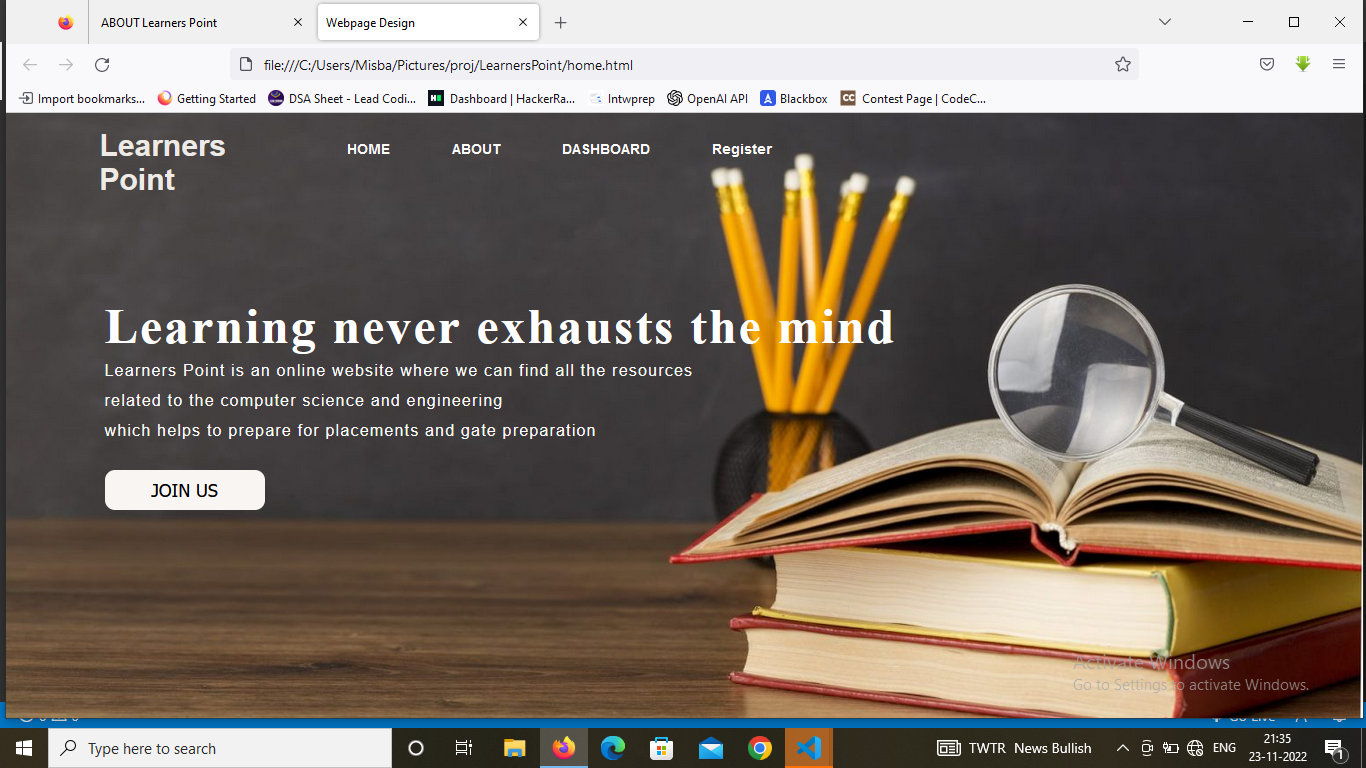 ABOUT Learners Point
Webpage Design
file:///C:/Users/Misba/Pictures/proj/LearnersPoint/home.html
Import bookmarks...
Getting Started
DSA Sheet - Lead Codi...
Dashboard | HackerRa...
Intwprep
OpenAI API
Blackbox
CC
Contest Page | CodeC...
Learners
Point
HOME
ABOUT
DASHBOARD
Register
Learning never exhausts the mind
Learners Point is an online website where we can find all the resources
related to the computer science and engineering
which helps to prepare for placements and gate preparation
JOIN US
Activate Windows
Go to Settings to activate Windows.
Go Live
Type here to search
TWTR News Bullish
ENG
21:35
23-11-2022
1